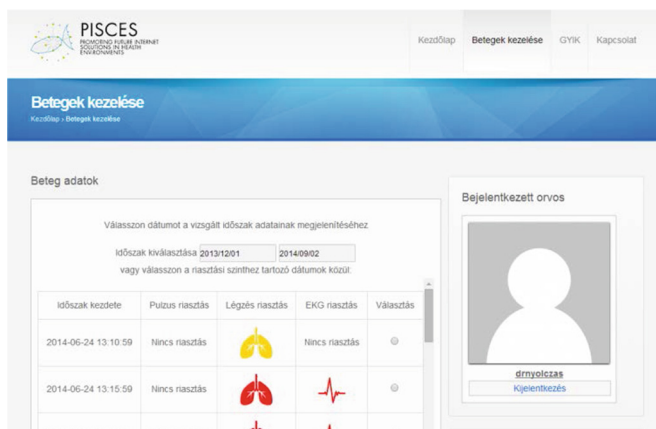 PISCES
PROMOTING FUTURE INTERNET
SOLUTIONS IN HEALTH
ENVIRONMENTS
Kezdőlap Betegek kezelése GYIK Kapcsolat
Betegek kezelése
Kezdőlap › Betegek kezelése
Beteg adatok
Bejelentkezett orvos
Válasszon dátumot a vizsgált időszak adatainak megjelenítéséhez
Időszak kiválasztása 2013/12/01 2014/09/02
vagy válasszon a riasztási szinthez tartozó dátumok közül.
Időszak kezdete Pulzus riasztás Légzés riasztás EKG riasztás Választás
2014-06-24 13:10:59 Nincs riasztás Nincs riasztás
2014-06-24 13:15:59 Nincs riasztás
drnyolczas
Kijelentkezés